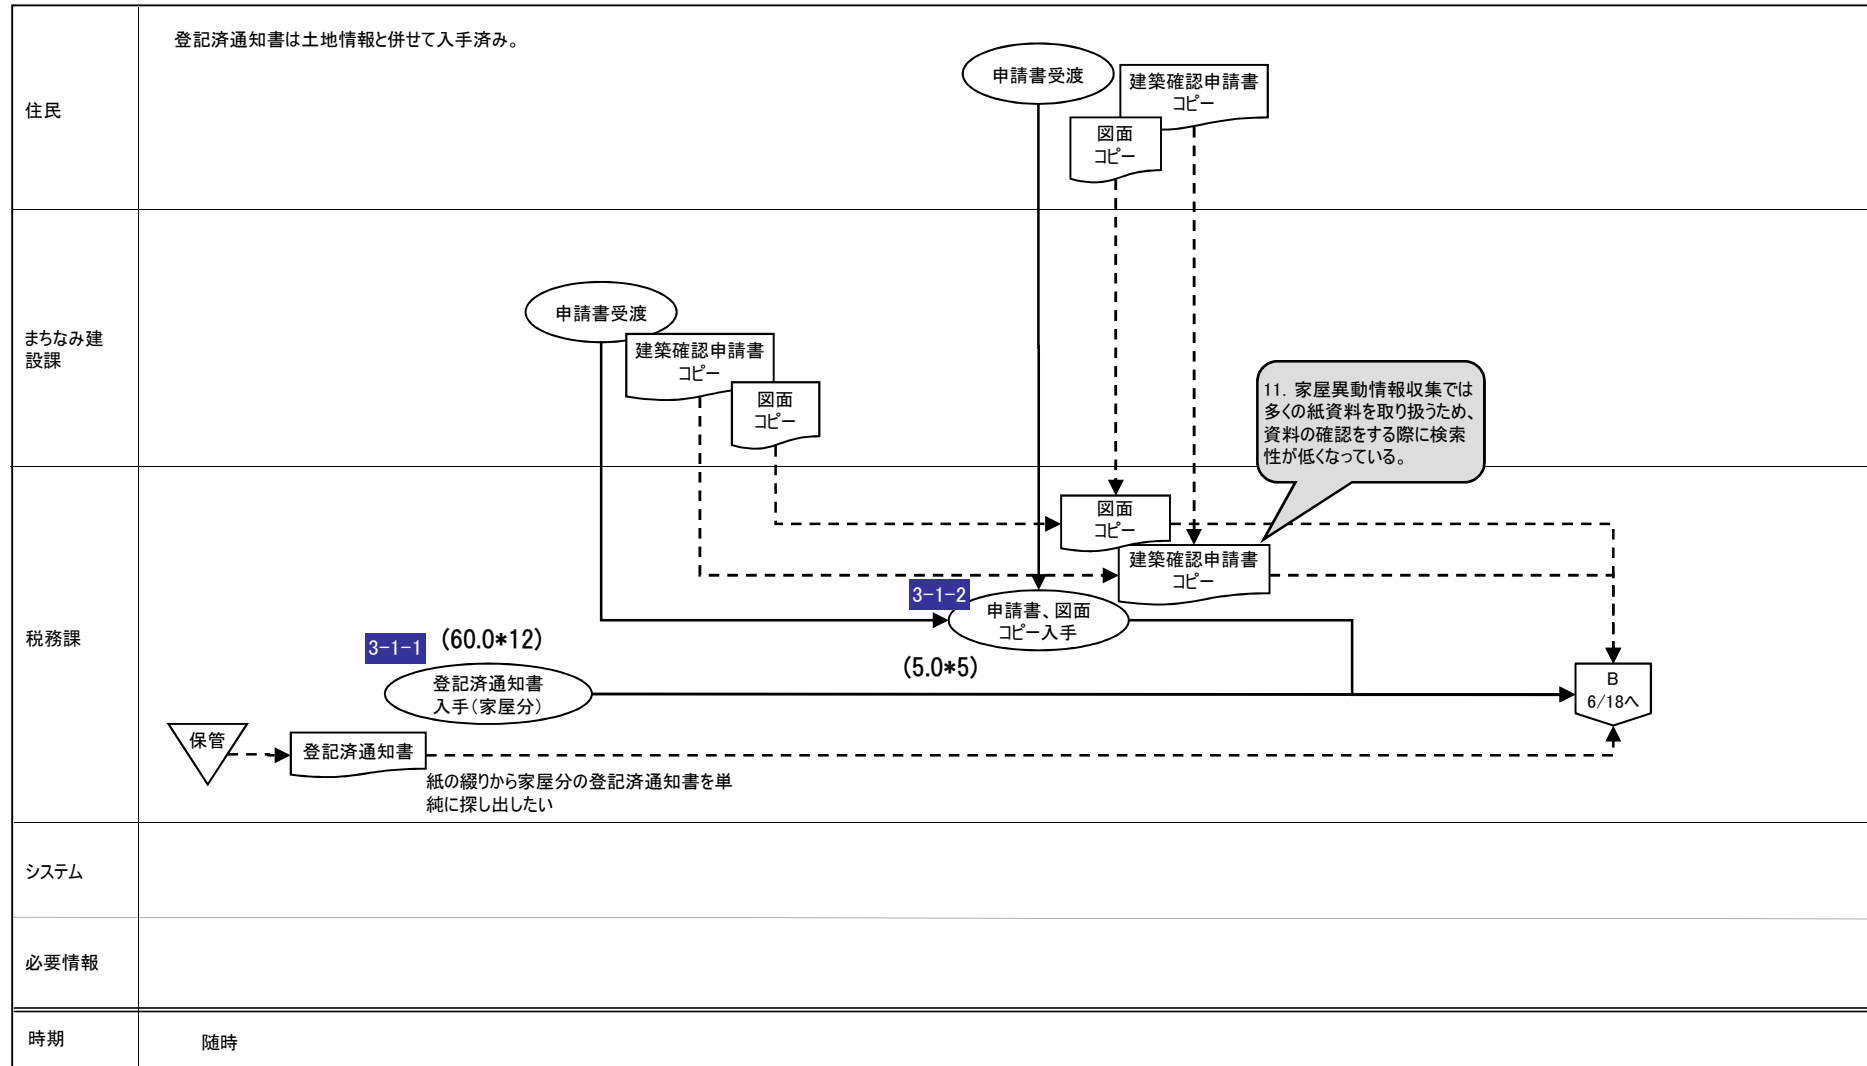 住民
登記済通知書は土地情報と併せて入手済み。
申請書受渡
建築確認申請書
コピー
図面
コピー
まちなみ建
設課
申請書受渡
建築確認申請書
コピー
図面
コピー
11．家屋異動情報収集では
多くの紙資料を取り扱うため、
資料の確認をする際に検索
性が低くなっている。
税務課
図面
コピー
建築確認申請書
コピー
3-1-2
申請書、図面
コピー入手
(5.0*5)
3-1-1
(60.0*12)
登記済通知書
入手（家屋分）
B
6/18へ
保管
登記済通知書
紙の綴りから家屋分の登記済通知書を単
純に探し出したい
システム
必要情報
時期
随時